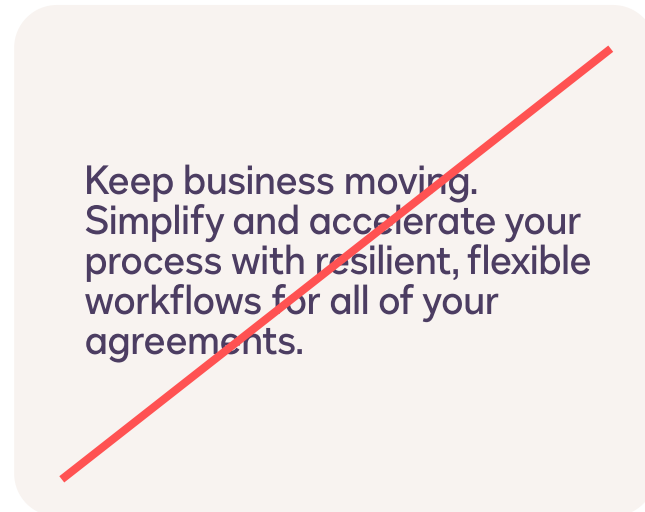 Keep business moving.
Simplify and accelerate your
process with resilient, flexible
workflows for all of your
agreements.